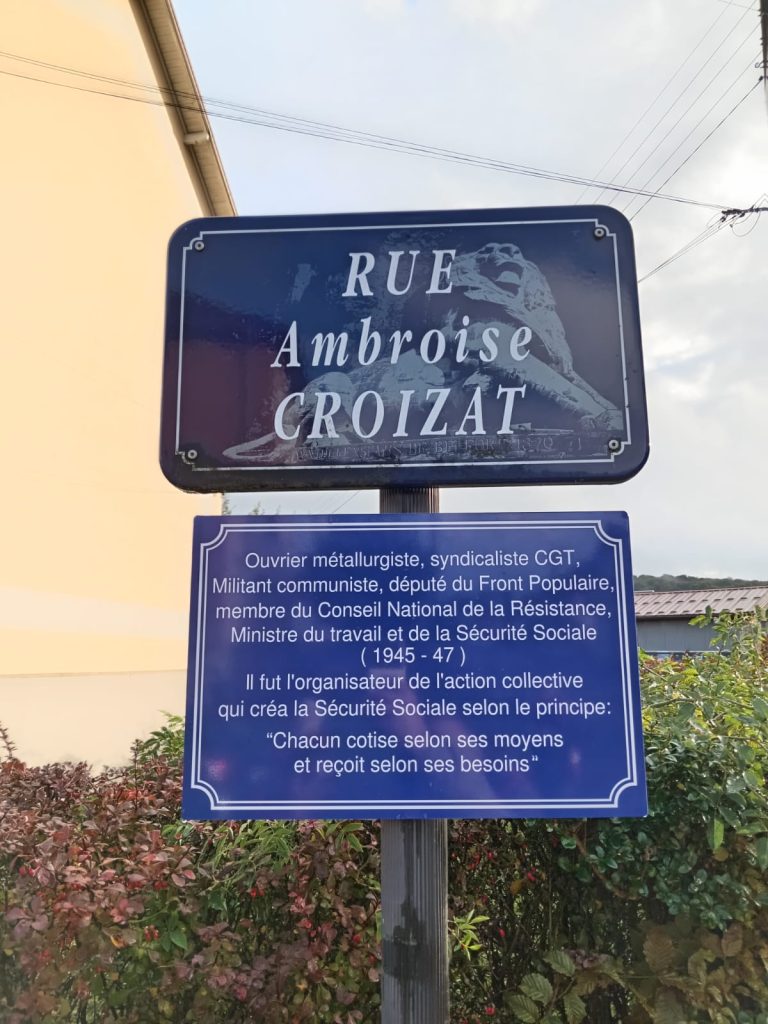 RUE
Ambroise
CROIZAT
DE BELFORT
Ouvrier métallurgiste, syndicaliste CGT,
Militant communiste, député du Front Populaire,
membre du Conseil National de la Résistance,
Ministre du travail et de la Sécurité Sociale
( 1945 - 47 )
Il fut l'organisateur de l'action collective
qui créa la Sécurité Sociale selon le principe:
“Chacun cotise selon ses moyens
et reçoit selon ses besoins“